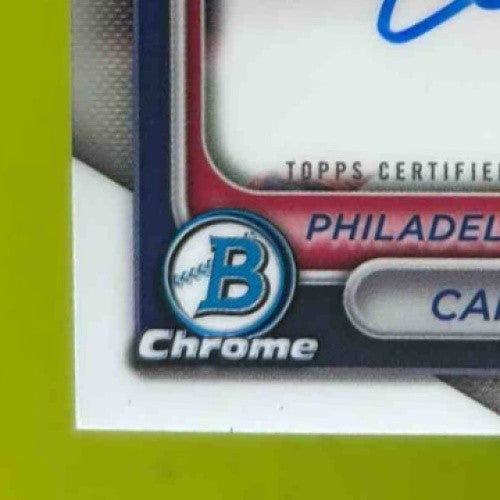 TOPPS CERTIFIE
PHILADEL
B
CA
Chrome